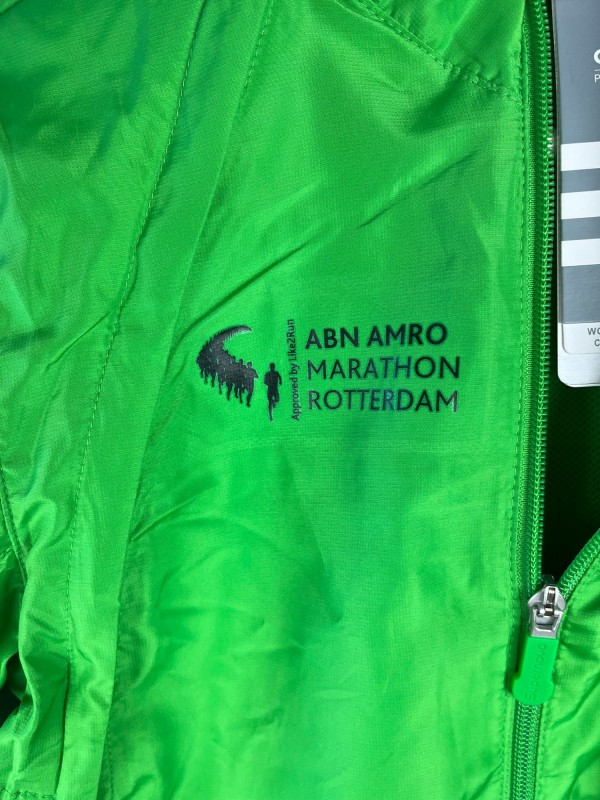 Approved by Like2Run
ABN AMRO
MARATHON
ROTTERDAM